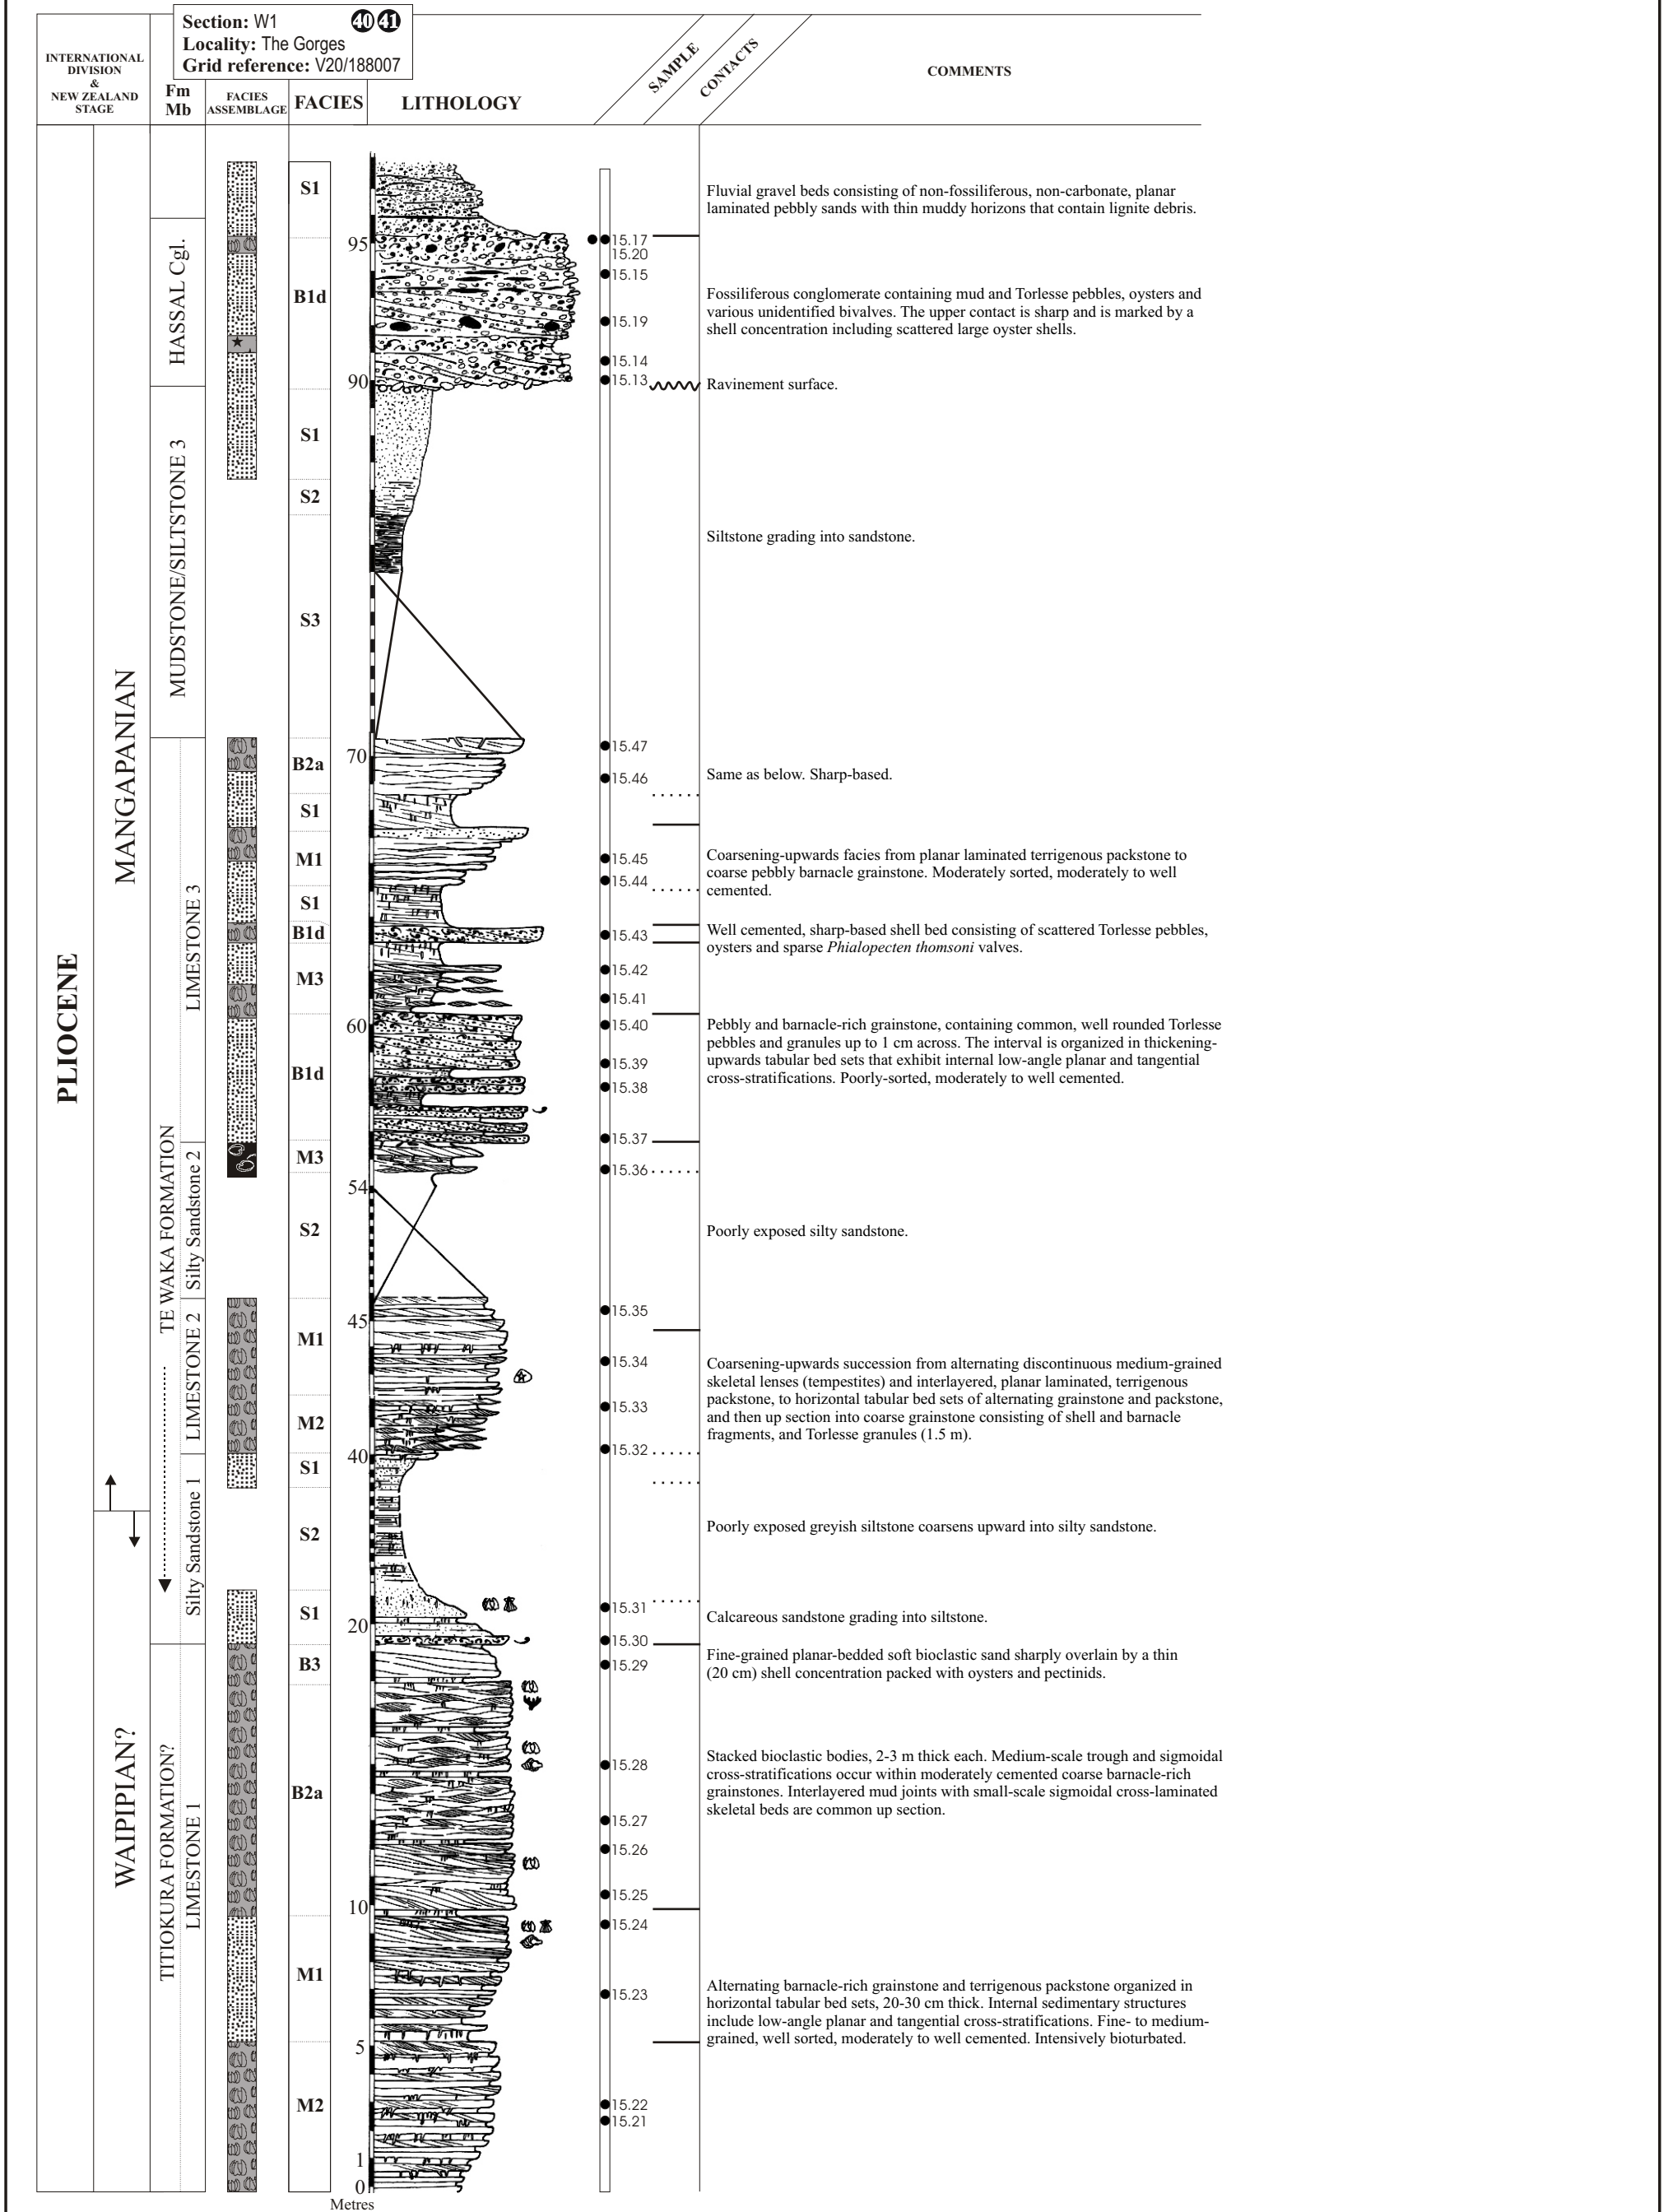 Section: W1 40 41
Locality: The Gorges
Grid reference: V20/188007
INTERNATIONAL
DIVISION
&
NEW ZEALAND
STAGE
Fm
Mb
FACIES
ASSEMBLAGE
FACIES
LITHOLOGY
SAMPLE
CONTACTS
COMMENTS
PLIOCENE
MANGAPANIAN
WAIPIPIAN?
HASSAL Cgl.
MUDSTONE/SILTSTONE 3
TE WAKA FORMATION
LIMESTONE 3
Silty Sandstone 2
LIMESTONE 2
Silty Sandstone 1
TITIOKURA FORMATION?
LIMESTONE 1
S1
B1d
S1
S2
S3
B2a
S1
M1
S1
B1d
M3
B1d
M3
S2
M1
M2
S1
S2
S1
B3
B2a
M1
M2
95
90
70
60
54
45
40
20
10
5
1
0
Metres
15.17
15.20
15.15
15.19
15.14
15.13
15.47
15.46
15.45
15.44
15.43
15.42
15.41
15.40
15.39
15.38
15.37
15.36
15.35
15.34
15.33
15.32
15.31
15.30
15.29
15.28
15.27
15.26
15.25
15.24
15.23
15.22
15.21
Fluvial gravel beds consisting of non-fossiliferous, non-carbonate, planar
laminated pebbly sands with thin muddy horizons that contain lignite debris.
Fossiliferous conglomerate containing mud and Torlesse pebbles, oysters and
various unidentified bivalves. The upper contact is sharp and is marked by a
shell concentration including scattered large oyster shells.
Ravinement surface.
Siltstone grading into sandstone.
Same as below. Sharp-based.
Coarsening-upwards facies from planar laminated terrigenous packstone to
coarse pebbly barnacle grainstone. Moderately sorted, moderately to well
cemented.
Well cemented, sharp-based shell bed consisting of scattered Torlesse pebbles,
oysters and sparse Phialopecten thomsoni valves.
Pebbly and barnacle-rich grainstone, containing common, well rounded Torlesse
pebbles and granules up to 1 cm across. The interval is organized in thickening-
upwards tabular bed sets that exhibit internal low-angle planar and tangential
cross-stratifications. Poorly-sorted, moderately to well cemented.
Poorly exposed silty sandstone.
Coarsening-upwards succession from alternating discontinuous medium-grained
skeletal lenses (tempestites) and interlayered, planar laminated, terrigenous
packstone, to horizontal tabular bed sets of alternating grainstone and packstone,
and then up section into coarse grainstone consisting of shell and barnacle
fragments, and Torlesse granules (1.5 m).
Poorly exposed greyish siltstone coarsens upward into silty sandstone.
Calcareous sandstone grading into siltstone.
Fine-grained planar-bedded soft bioclastic sand sharply overlain by a thin
(20 cm) shell concentration packed with oysters and pectinids.
Stacked bioclastic bodies, 2-3 m thick each. Medium-scale trough and sigmoidal
cross-stratifications occur within moderately cemented coarse barnacle-rich
grainstones. Interlayered mud joints with small-scale sigmoidal cross-laminated
skeletal beds are common up section.
Alternating barnacle-rich grainstone and terrigenous packstone organized in
horizontal tabular bed sets, 20-30 cm thick. Internal sedimentary structures
include low-angle planar and tangential cross-stratifications. Fine- to medium-
grained, well sorted, moderately to well cemented. Intensively bioturbated.